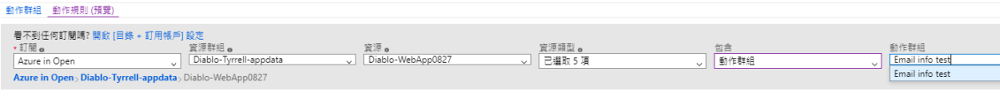 動作群組 動作規則 (預覽)
看不到任何訂閱嗎? 開啟 [目錄 + 訂用帳戶] 設定
* 訂閱 資源群組 資源 資源類型 包含 動作群組
Azure in Open Diablo-Tyrrell-appdata Diablo-WebApp0827 已選取 5 項 動作群組 Email info test
Azure in Open > Diablo-Tyrrell-appdata > Diablo-WebApp0827 Email info test